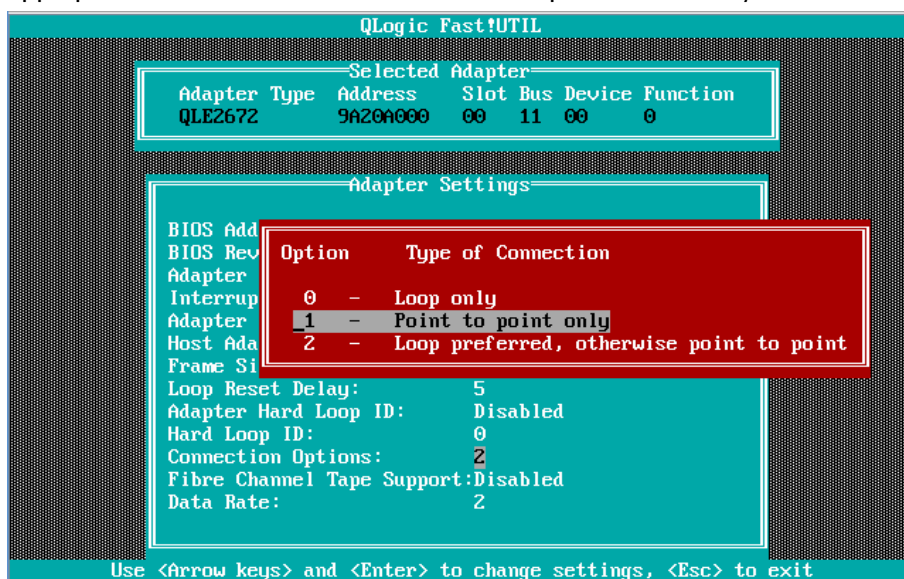 QLogic Fast!UTIL
Selected Adapter
Adapter Type Address Slot Bus Device Function
QLE2672 9A20A000 00 11 00 0
Adapter Settings
BIOS Add
BIOS Rev
Adapter
Interrup
Adapter
Host Ada
Frame Si
Option Type of Connection
0 - Loop only
1 - Point to point only
2 - Loop preferred, otherwise point to point
Loop Reset Delay: 5
Adapter Hard Loop ID: Disabled
Hard Loop ID: 0
Connection Options: 2
Fibre Channel Tape Support:Disabled
Data Rate: 2
Use <Arrow keys> and <Enter> to change settings, <Esc> to exit